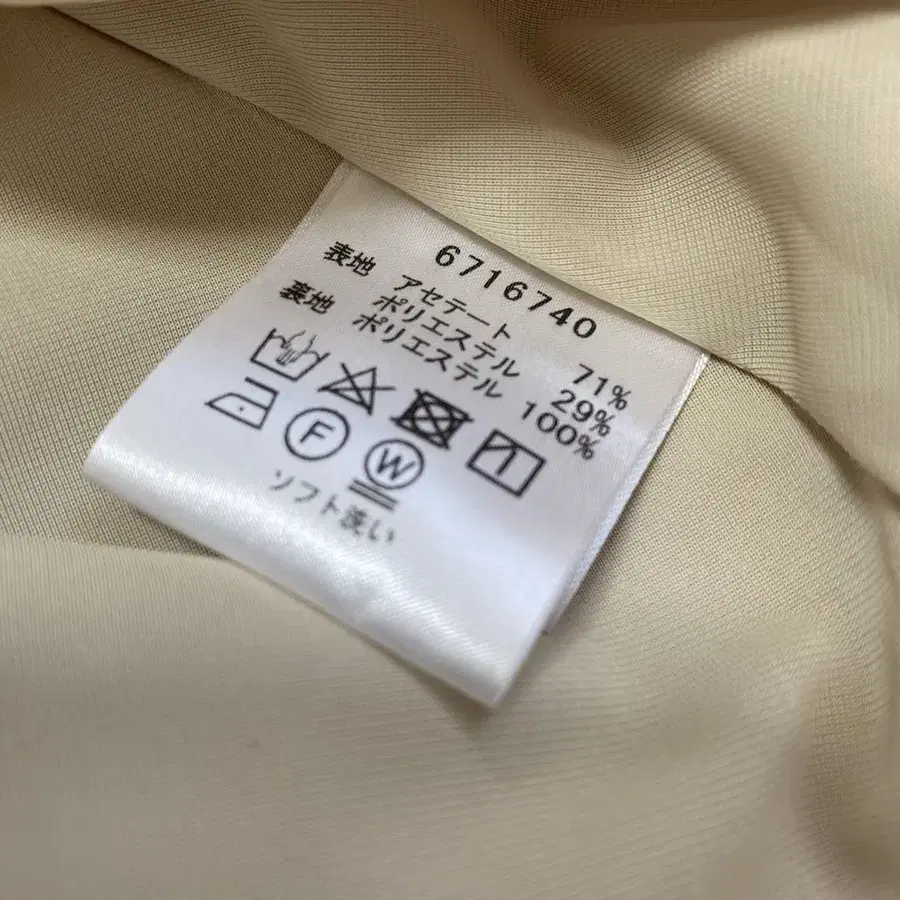 6716740
表地 アセテート 71%
ポリエステル 29%
裏地 ポリエステル 100%
F W
ソフト洗い